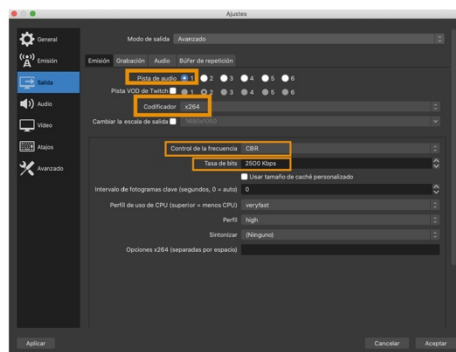 Ajustes
General
Emisión
Salida
Audio
Vídeo
Atajos
Avanzado
Modo de salida Avanzado
Emisión Grabación Audio Búfer de repetición
Pista de audio 1 2 3 4 5 6
Pista VOD de Twitch 1 2 3 4 5 6
Codificador x264
Cambiar la escala de salida
Control de la frecuencia CBR
Tasa de bits 2500 Kbps
Usar tamaño de caché personalizado
Intervalo de fotogramas clave (segundos, 0 = auto) 0
Perfil de uso de CPU (superior = menos CPU) veryfast
Perfil high
Sintonizar (Ninguno)
Opciones x264 (separadas por espacio)
Aplicar Cancelar Aceptar